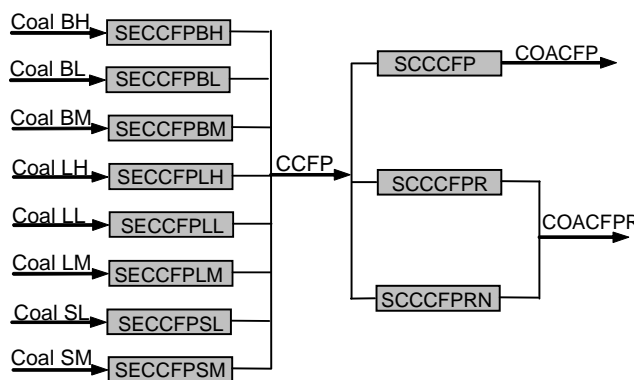 Coal BH
SECCFPBH
Coal BL
SECCFPBL
Coal BM
SECCFPBM
Coal LH
SECCFPLH
Coal LL
SECCFPLL
Coal LM
SECCFPLM
Coal SL
SECCFPSL
Coal SM
SECCFPSM
CCFP
SCCCFP
COACFP
SCCCFPR
COACFPR
SCCCFPRN